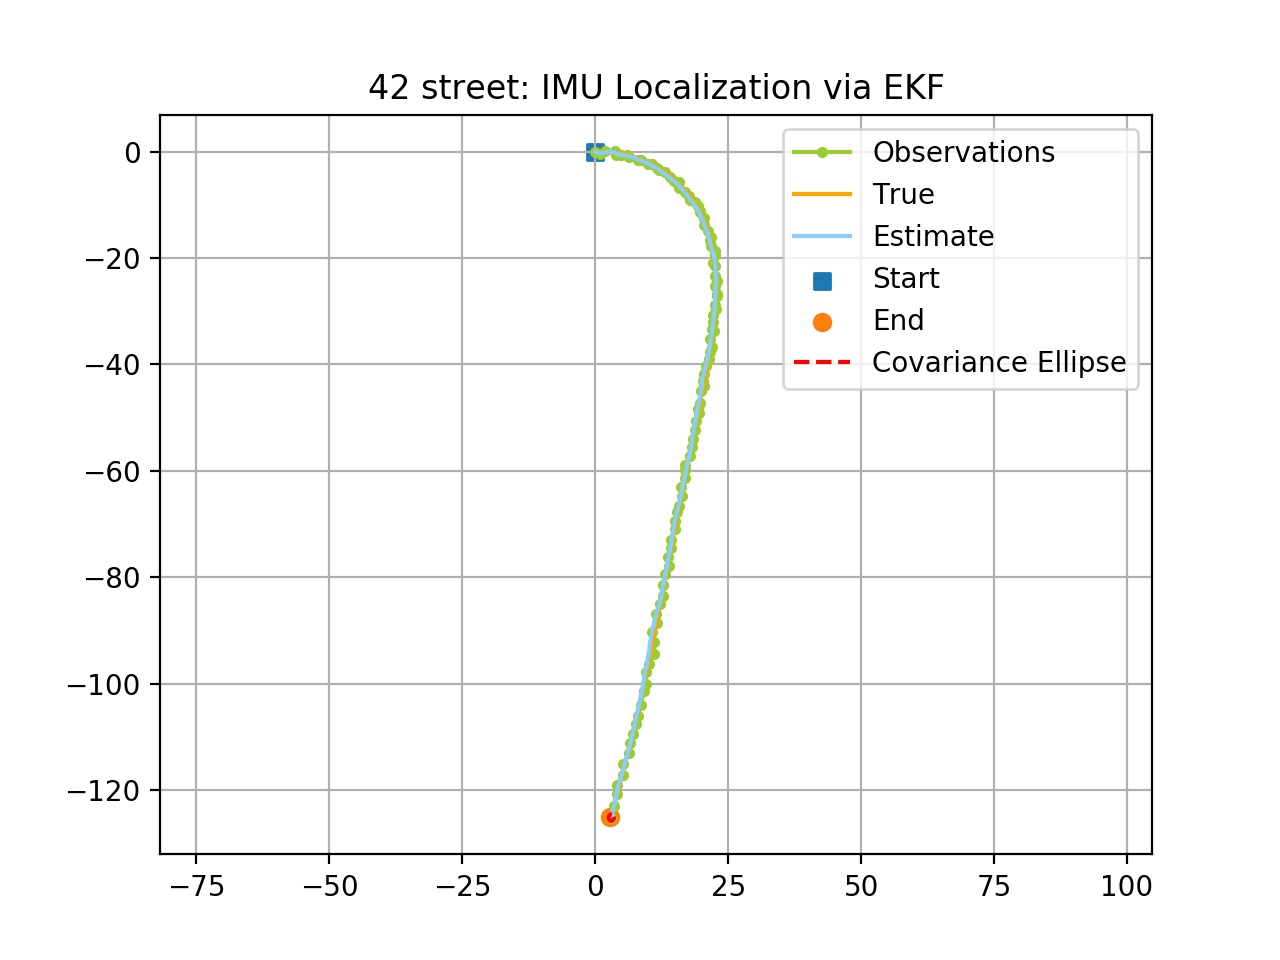 42 street: IMU Localization via EKF
Observations
True
Estimate
Start
End
Covariance Ellipse
0
−20
−40
−60
−80
−100
−120
−75 −50 −25 0 25 50 75 100